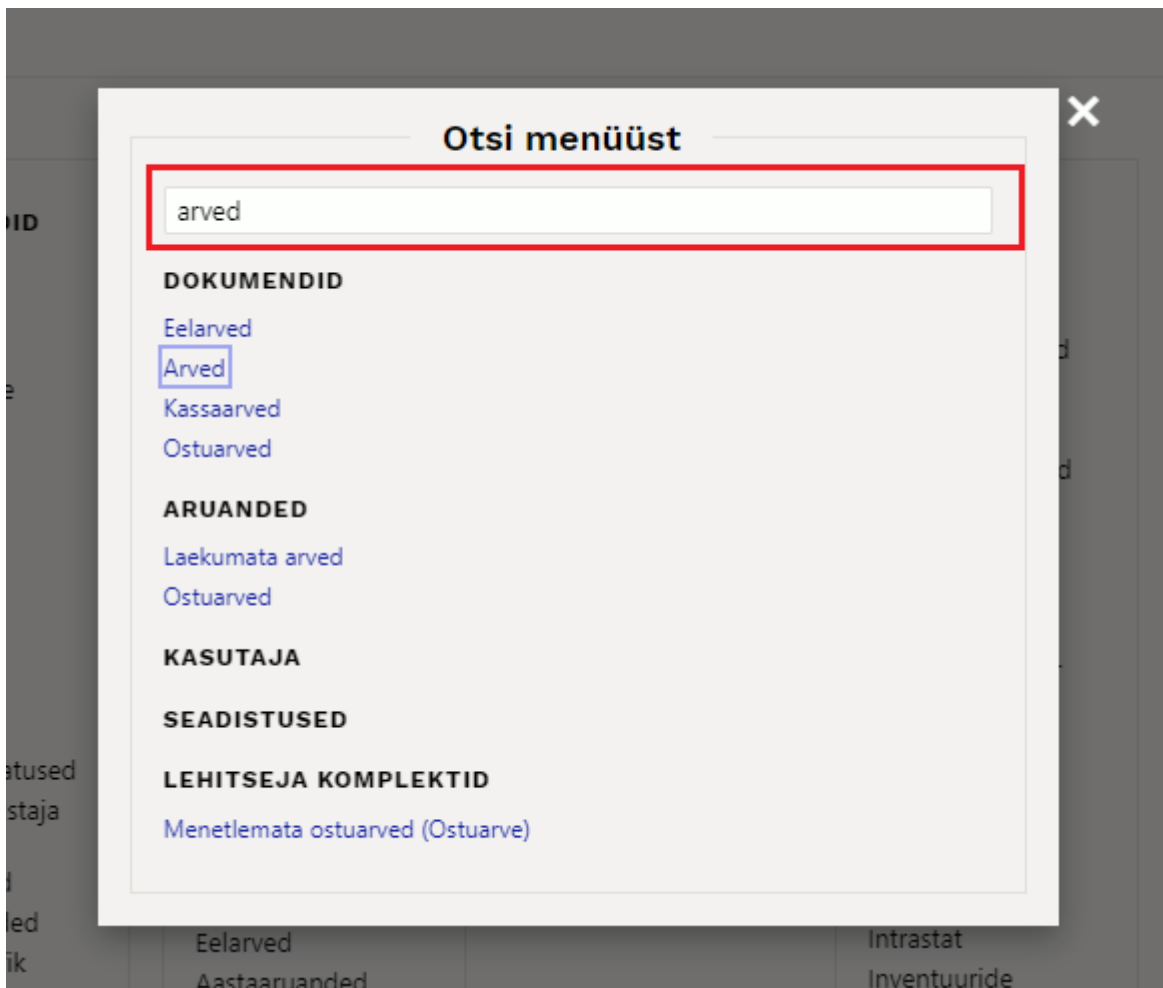 Otsi menüüst
arved
DOKUMENDID
Eelarved
Arved
Kassaarved
Ostuarved
ARUANDED
Laekumata arved
Ostuarved
KASUTAJA
SEADISTUSED
LEHITSEJA KOMPLEKTID
Menetlemata ostuarved (Ostuarve)
Eelarved
Aastaaruanded
Intrastat
Inventuuride